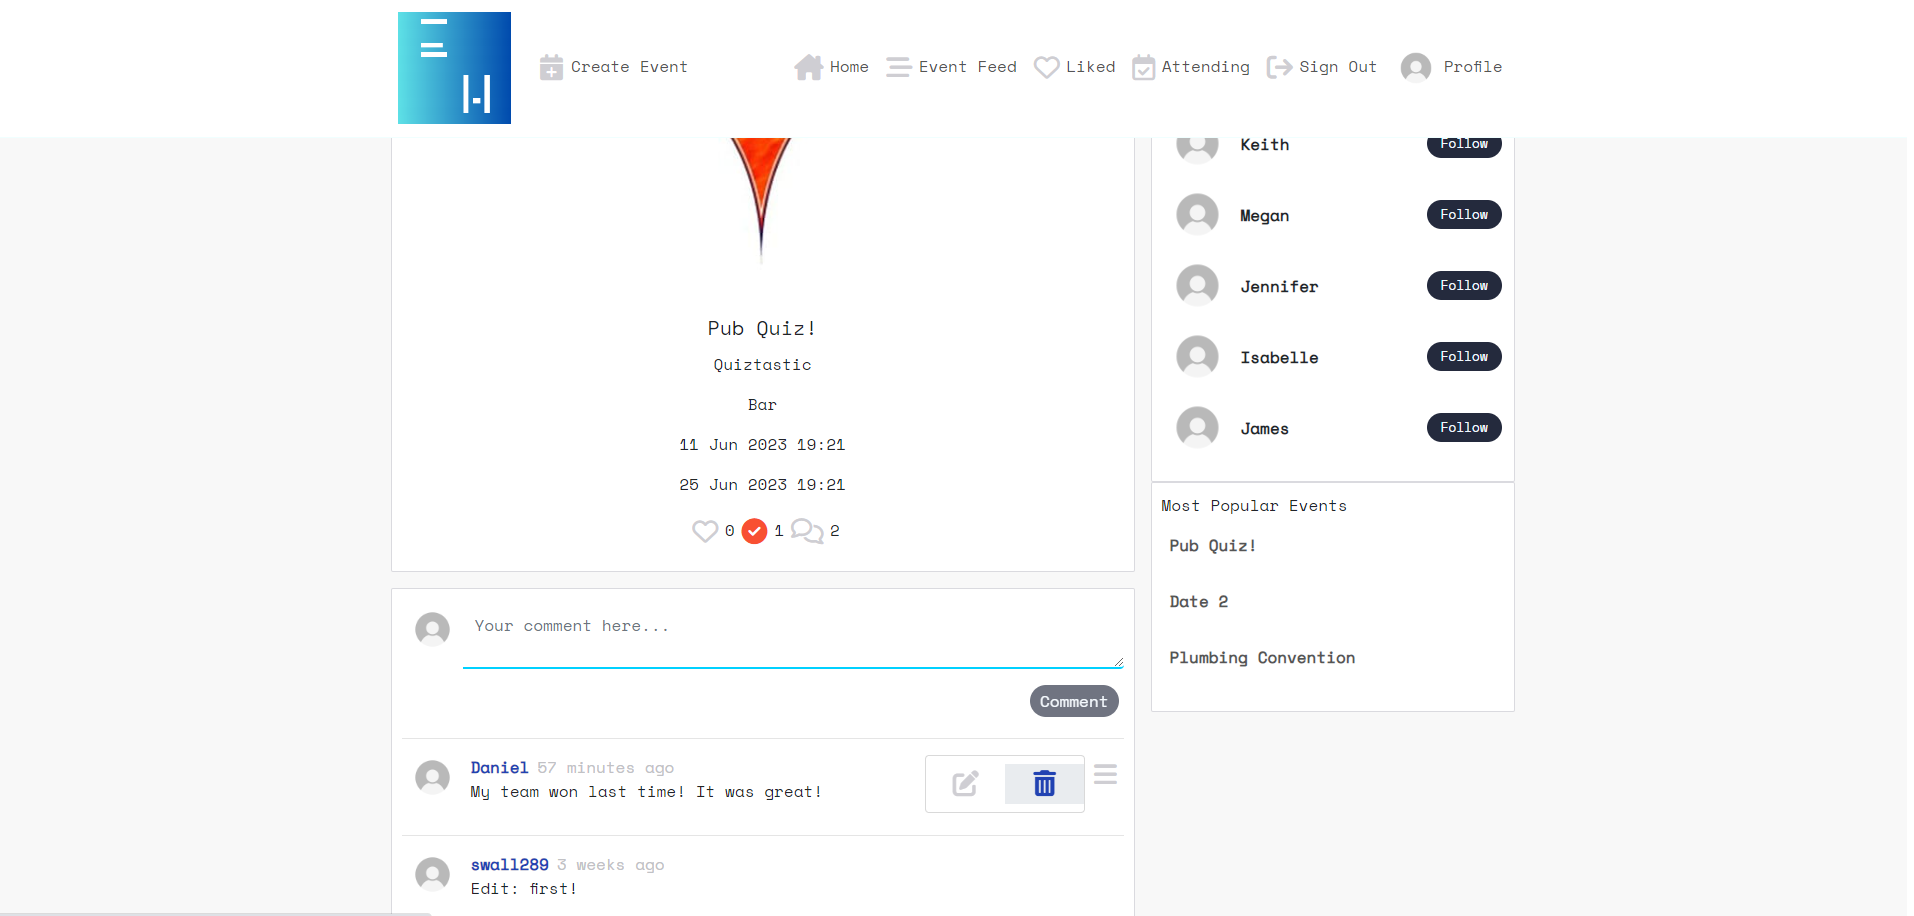 Create Event
Home
Event Feed
Liked
Attending
Sign Out
Profile
Pub Quiz!
Quiztastic
Bar
11 Jun 2023 19:21
25 Jun 2023 19:21
0 1 2
Your comment here...
Comment
Daniel 57 minutes ago
My team won last time! It was great!
swall289 3 weeks ago
Edit: first!
Keith Follow
Megan Follow
Jennifer Follow
Isabelle Follow
James Follow
Most Popular Events
Pub Quiz!
Date 2
Plumbing Convention